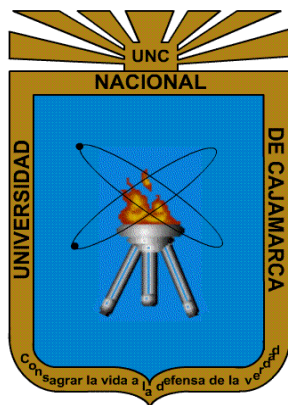 UNC
NACIONAL
UNIVERSIDAD
DE CAJAMARCA
Consagrar la vida a la defensa de la verdad